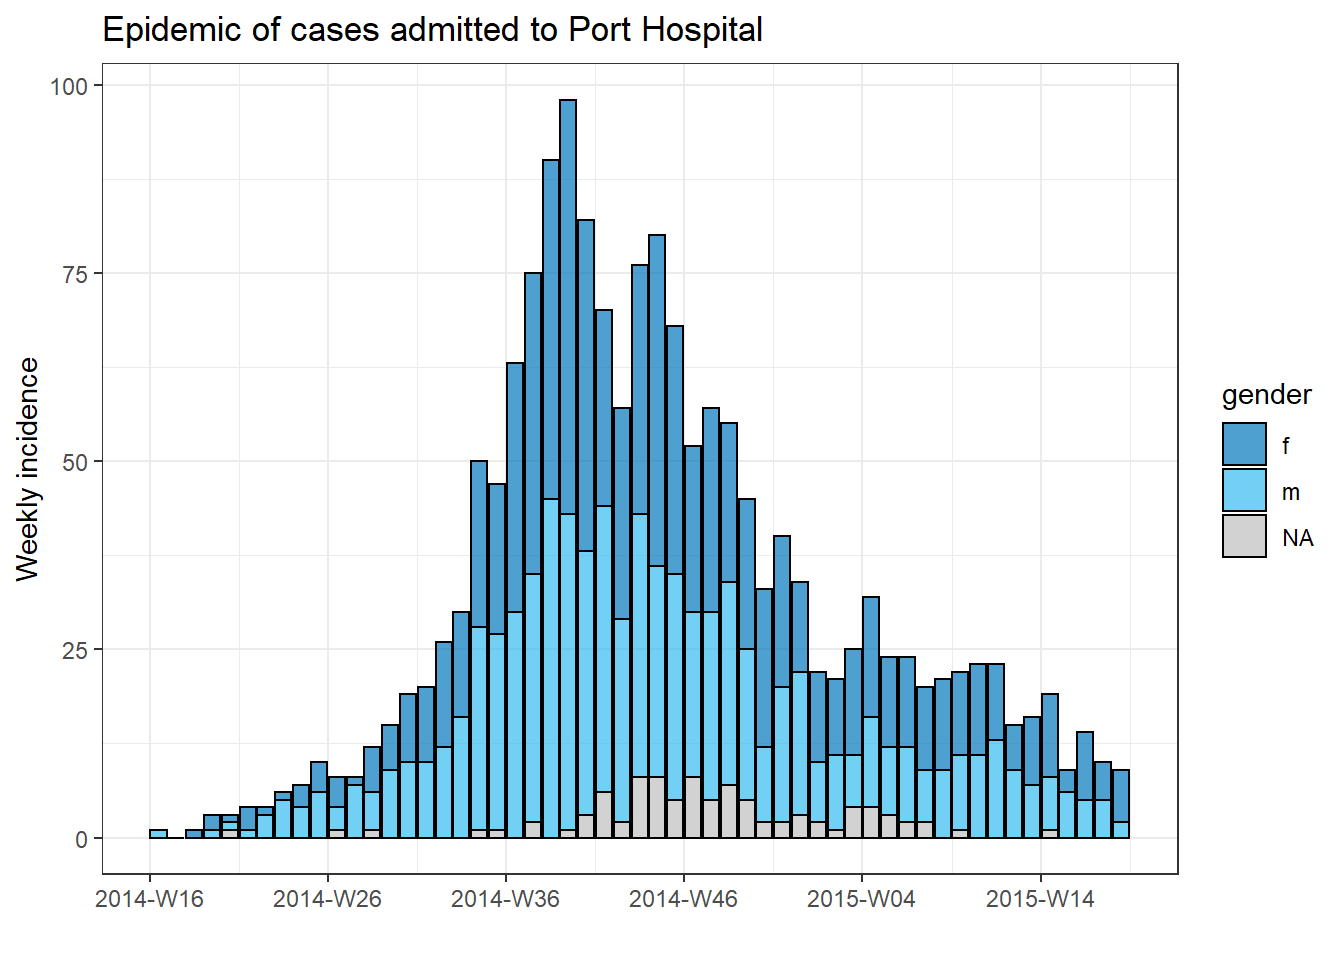 Epidemic of cases admitted to Port Hospital
Weekly incidence
100
75
50
25
0
2014-W16
2014-W26
2014-W36
2014-W46
2015-W04
2015-W14
gender
f
m
NA